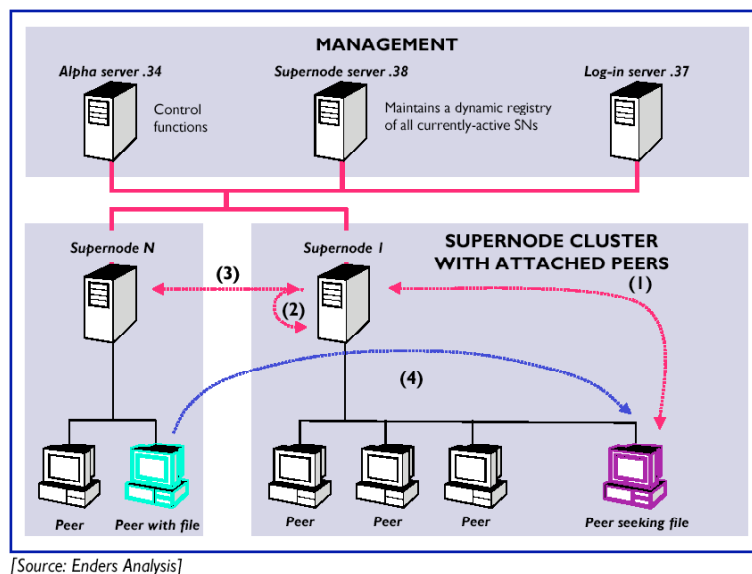 MANAGEMENT
Alpha server .34
Supernode server .38
Log-in server .37
Control
functions
Maintains a dynamic registry
of all currently-active SNs
Supernode N
Supernode 1
SUPERNODE CLUSTER
WITH ATTACHED PEERS
(1)
(3)
(2)
(4)
Peer
Peer with file
Peer
Peer
Peer
Peer seeking file
[Source: Enders Analysis]